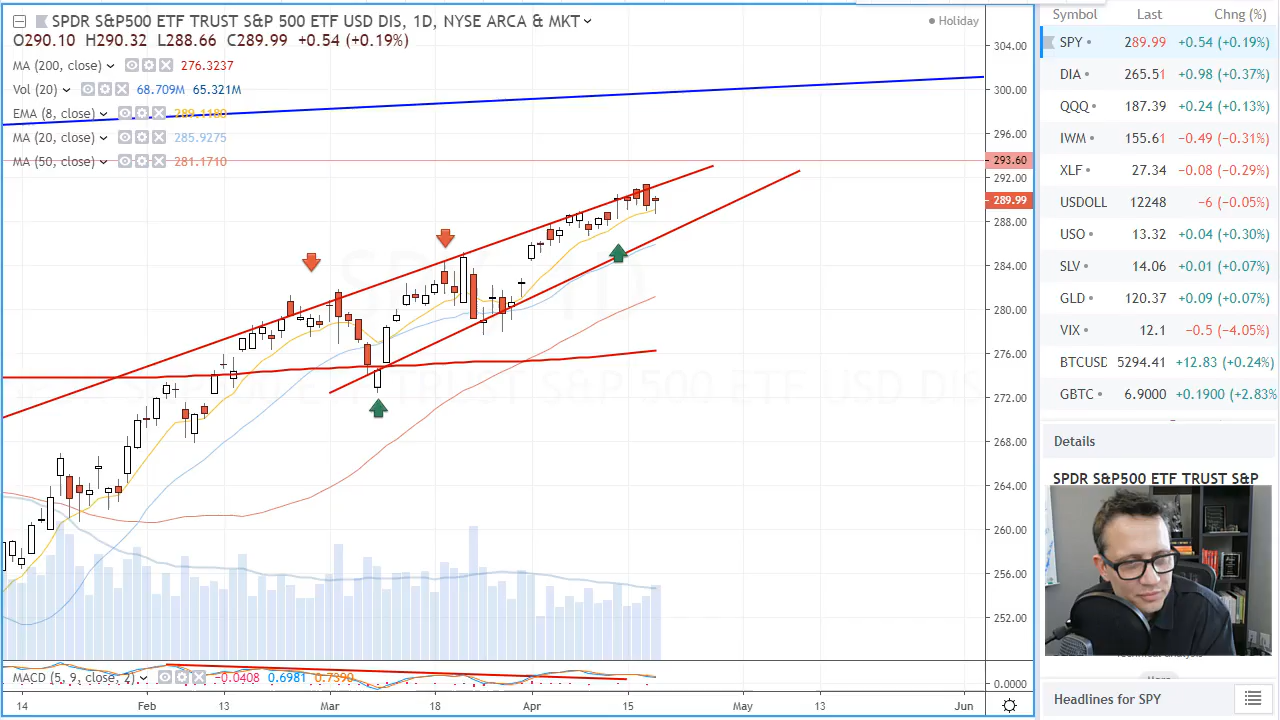 SPDR S&P500 ETF TRUST S&P 500 ETF USD DIS, 1D, NYSE ARCA & MKT
Holiday
O290.10 H290.32 L288.66 C289.99 +0.54 (+0.19%)
MA (200, close) 276.3237
Vol (20) 68.709M 65.321M
EMA (8, close) 289.1180
MA (20, close) 285.9275
MA (50, close) 281.1710
304.00
300.00
296.00
293.60
292.00
289.99
288.00
284.00
280.00
276.00
272.00
268.00
264.00
260.00
256.00
252.00
MACD (5, 9, close, 2) −0.0408 0.6981 0.7390
0.0000
14 Feb 13 Mar 18 Apr 15 May 13 Jun
Symbol Last Chng (%)
SPY 289.99 +0.54 (+0.19%)
DIA 265.51 +0.98 (+0.37%)
QQQ 187.39 +0.24 (+0.13%)
IWM 155.61 −0.49 (−0.31%)
XLF 27.34 −0.08 (−0.29%)
USDOLL 12248 −6 (−0.05%)
USO 13.32 +0.04 (+0.30%)
SLV 14.06 +0.01 (+0.07%)
GLD 120.37 +0.09 (+0.07%)
VIX 12.1 −0.5 (−4.05%)
BTCUSD 5294.41 +12.83 (+0.24%)
GBTC 6.9000 +0.1900 (+2.83%
Details
SPDR S&P500 ETF TRUST S&P
Headlines for SPY